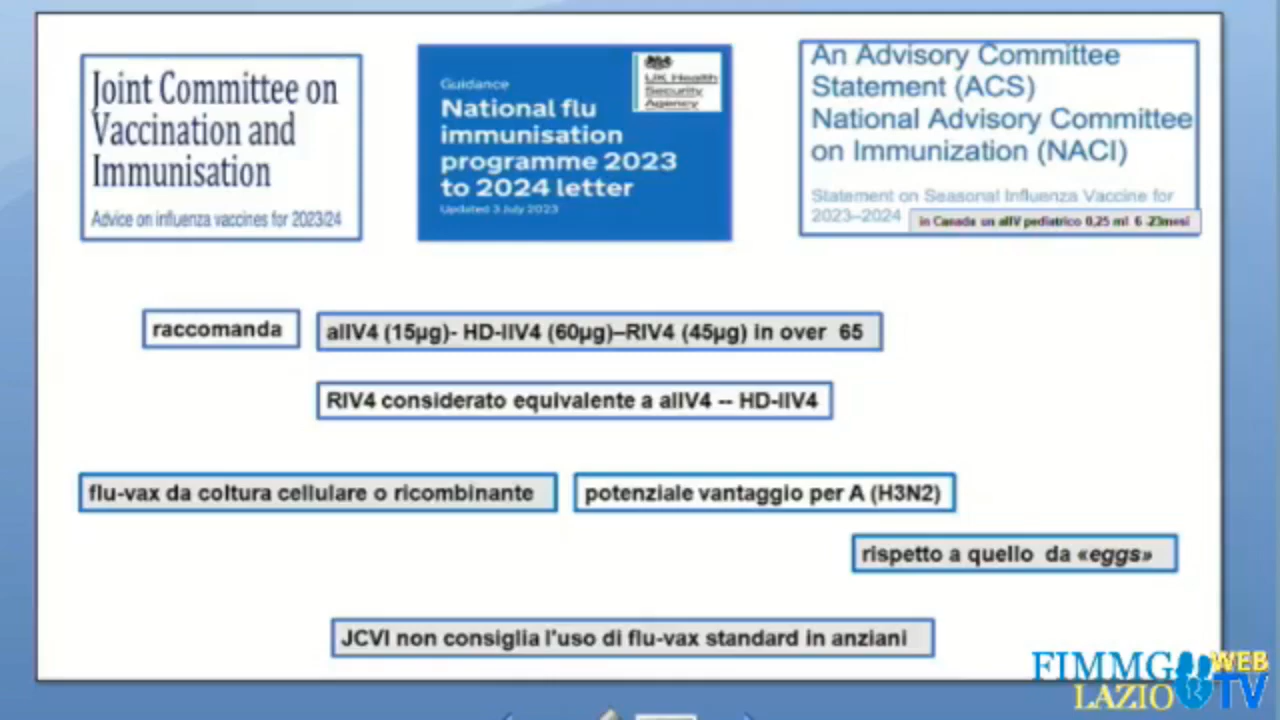 Joint Committee on
Vaccination and
Immunisation
Advice on influenza vaccines for 2023/24
Guidance
National flu
immunisation
programme 2023
to 2024 letter
Updated 3 July 2023
UK Health
Security
Agency
An Advisory Committee
Statement (ACS)
National Advisory Committee
on Immunization (NACI)
Statement on Seasonal Influenza Vaccine for
2023–2024
in Canada un aIIV pediatrico 0,25 ml 6 -23mesi
raccomanda
aIIV4 (15µg)- HD-IIV4 (60µg)–RIV4 (45µg) in over 65
RIV4 considerato equivalente a aIIV4 -- HD-IIV4
flu-vax da coltura cellulare o ricombinante
potenziale vantaggio per A (H3N2)
rispetto a quello da «eggs»
JCVI non consiglia l'uso di flu-vax standard in anziani
FIMMG WEB
LAZIO TV